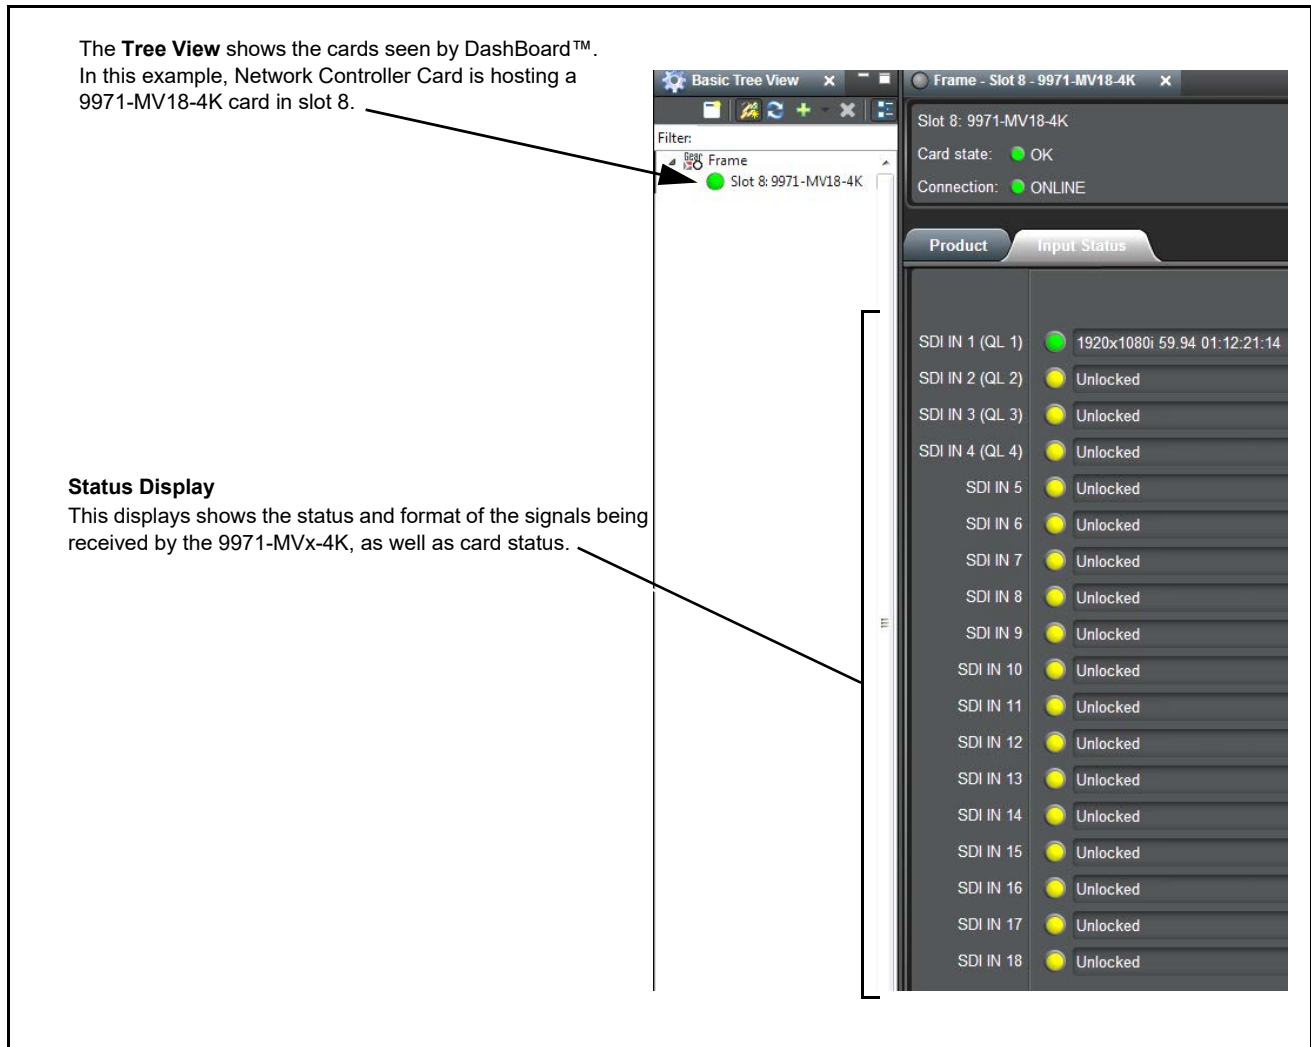 The Tree View shows the cards seen by DashBoard™.
In this example, Network Controller Card is hosting a
9971-MV18-4K card in slot 8.
Basic Tree View
Filter:
Gear
Frame
Slot 8: 9971-MV18-4K
Frame - Slot 8 - 9971-MV18-4K
Slot 8: 9971-MV18-4K
Card state: OK
Connection: ONLINE
Product Input Status
Status Display
This displays shows the status and format of the signals being
received by the 9971-MVx-4K, as well as card status.
SDI IN 1 (QL 1) 1920x1080i 59.94 01:12:21:14
SDI IN 2 (QL 2) Unlocked
SDI IN 3 (QL 3) Unlocked
SDI IN 4 (QL 4) Unlocked
SDI IN 5 Unlocked
SDI IN 6 Unlocked
SDI IN 7 Unlocked
SDI IN 8 Unlocked
SDI IN 9 Unlocked
SDI IN 10 Unlocked
SDI IN 11 Unlocked
SDI IN 12 Unlocked
SDI IN 13 Unlocked
SDI IN 14 Unlocked
SDI IN 15 Unlocked
SDI IN 16 Unlocked
SDI IN 17 Unlocked
SDI IN 18 Unlocked